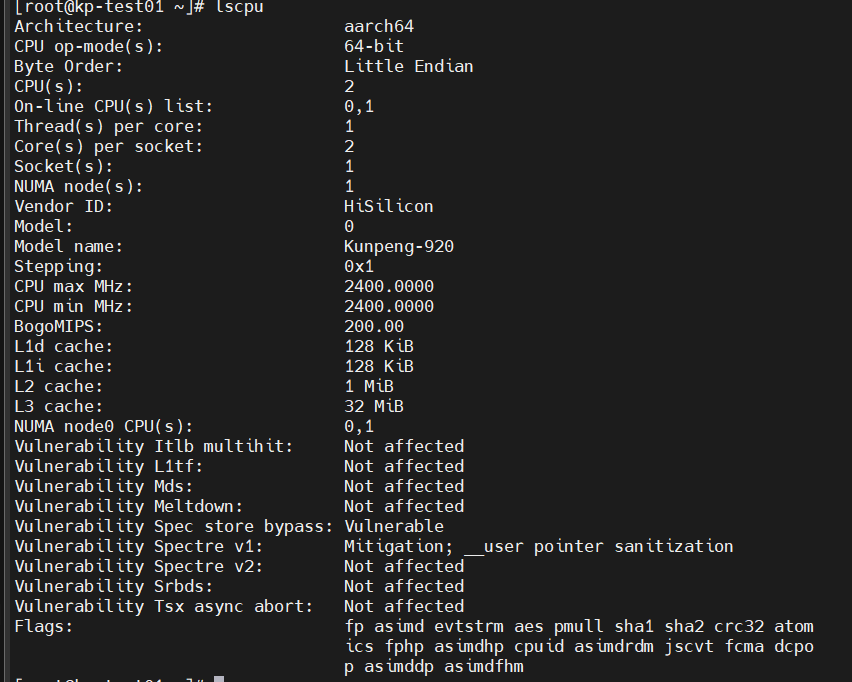 [root@kp-test01 ~]# lscpu
Architecture: aarch64
CPU op-mode(s): 64-bit
Byte Order: Little Endian
CPU(s): 2
On-line CPU(s) list: 0,1
Thread(s) per core: 1
Core(s) per socket: 2
Socket(s): 1
NUMA node(s): 1
Vendor ID: HiSilicon
Model: 0
Model name: Kunpeng-920
Stepping: 0x1
CPU max MHz: 2400.0000
CPU min MHz: 2400.0000
BogoMIPS: 200.00
L1d cache: 128 KiB
L1i cache: 128 KiB
L2 cache: 1 MiB
L3 cache: 32 MiB
NUMA node0 CPU(s): 0,1
Vulnerability Itlb multihit: Not affected
Vulnerability L1tf: Not affected
Vulnerability Mds: Not affected
Vulnerability Meltdown: Not affected
Vulnerability Spec store bypass: Vulnerable
Vulnerability Spectre v1: Mitigation; __user pointer sanitization
Vulnerability Spectre v2: Not affected
Vulnerability Srbds: Not affected
Vulnerability Tsx async abort: Not affected
Flags: fp asimd evtstrm aes pmull sha1 sha2 crc32 atom
ics fphp asimdhp cpuid asimdrdm jscvt fcma dcpo
p asimddp asimdfhm